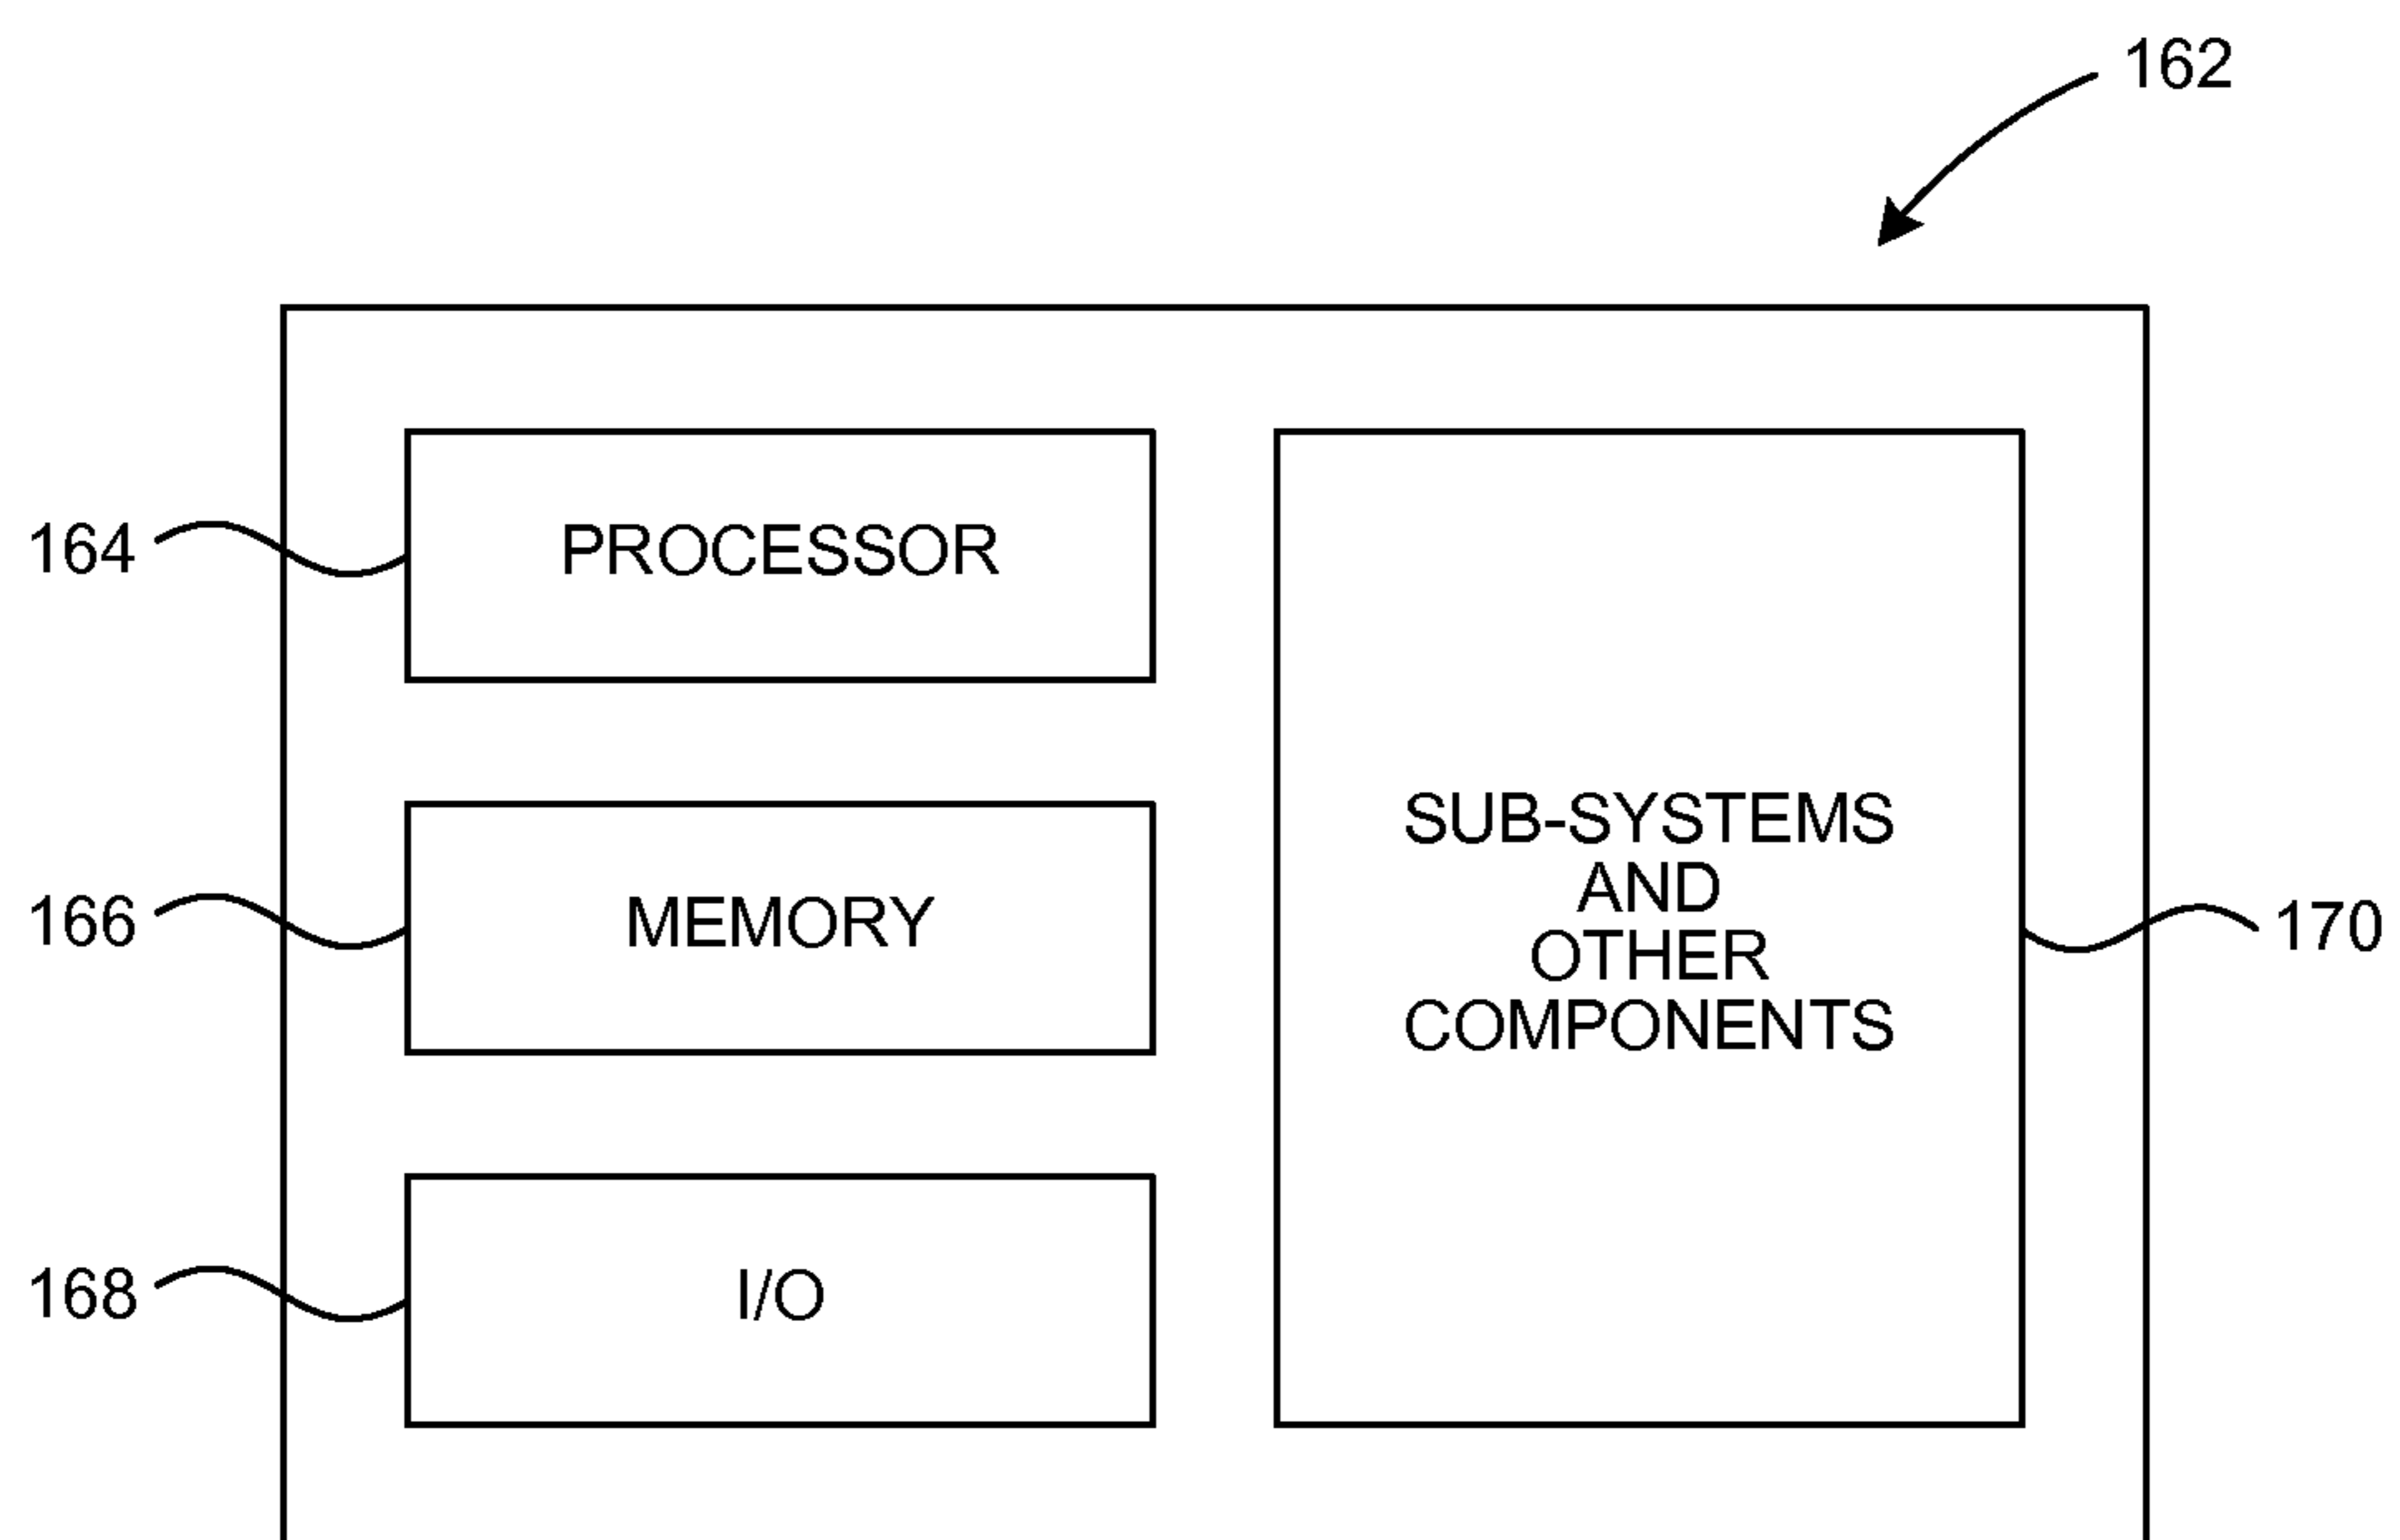 162
164
PROCESSOR
166
MEMORY
168
I/O
SUB-SYSTEMS
AND
OTHER
COMPONENTS
170